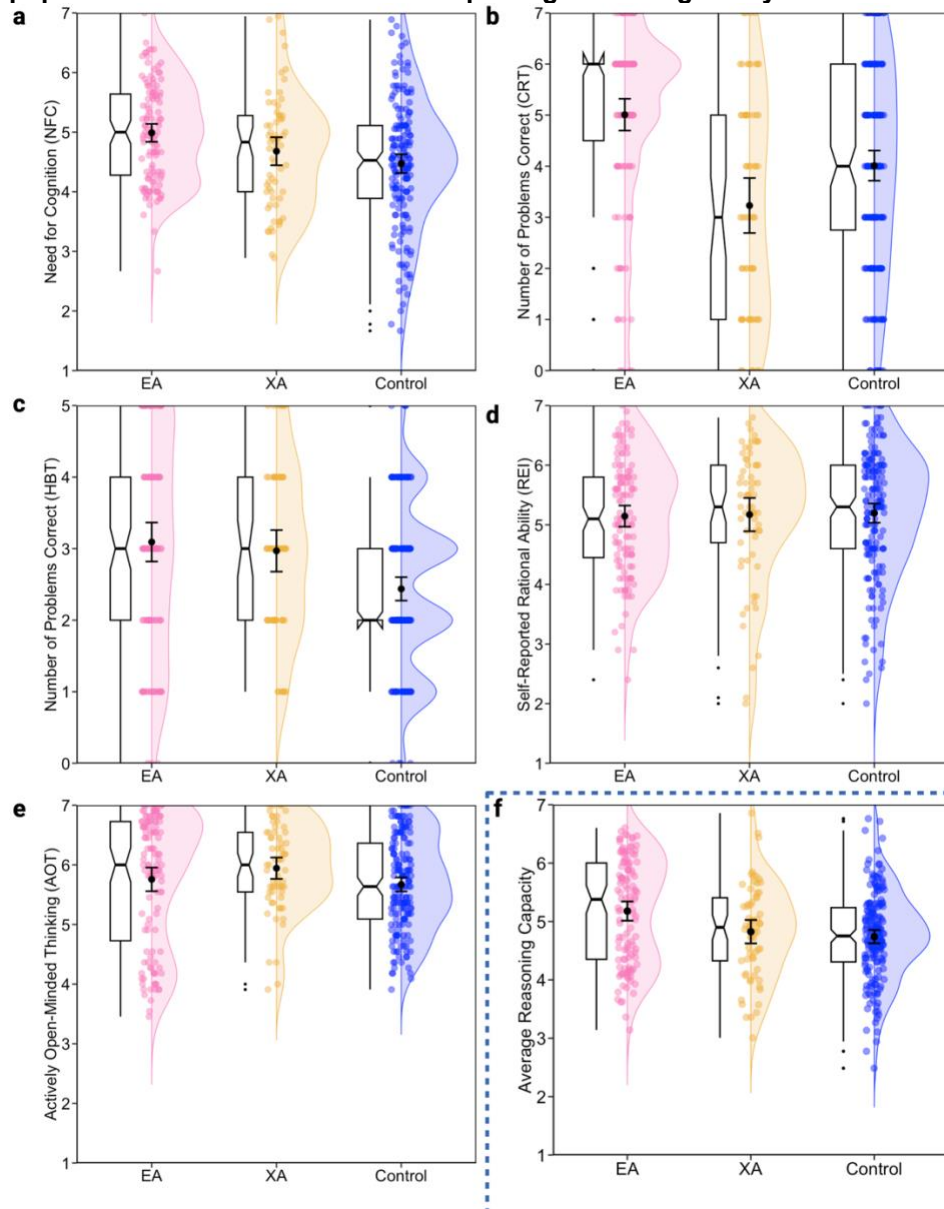 a
7
6
5
4
3
2
1
Need for Cognition (NFC)
EA XA Control
b
7
6
5
4
3
2
1
0
Number of Problems Correct (CRT)
EA XA Control
c
5
4
3
2
1
0
Number of Problems Correct (HBT)
EA XA Control
d
7
6
5
4
3
2
1
Self-Reported Rational Ability (REI)
EA XA Control
e
7
6
5
4
3
2
1
Actively Open-Minded Thinking (AOT)
EA XA Control
f
7
6
5
4
3
2
1
Average Reasoning Capacity
EA XA Control